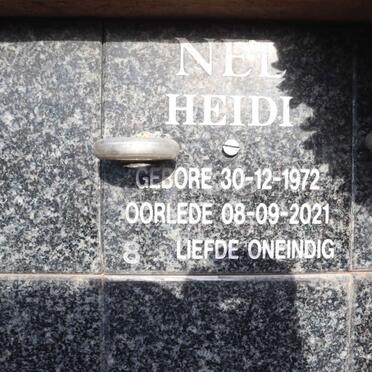 NEL
HEIDI
GEBORE 30-12-1972
OORLEDE 08-09-2021
8 LIEFDE ONEINDIG